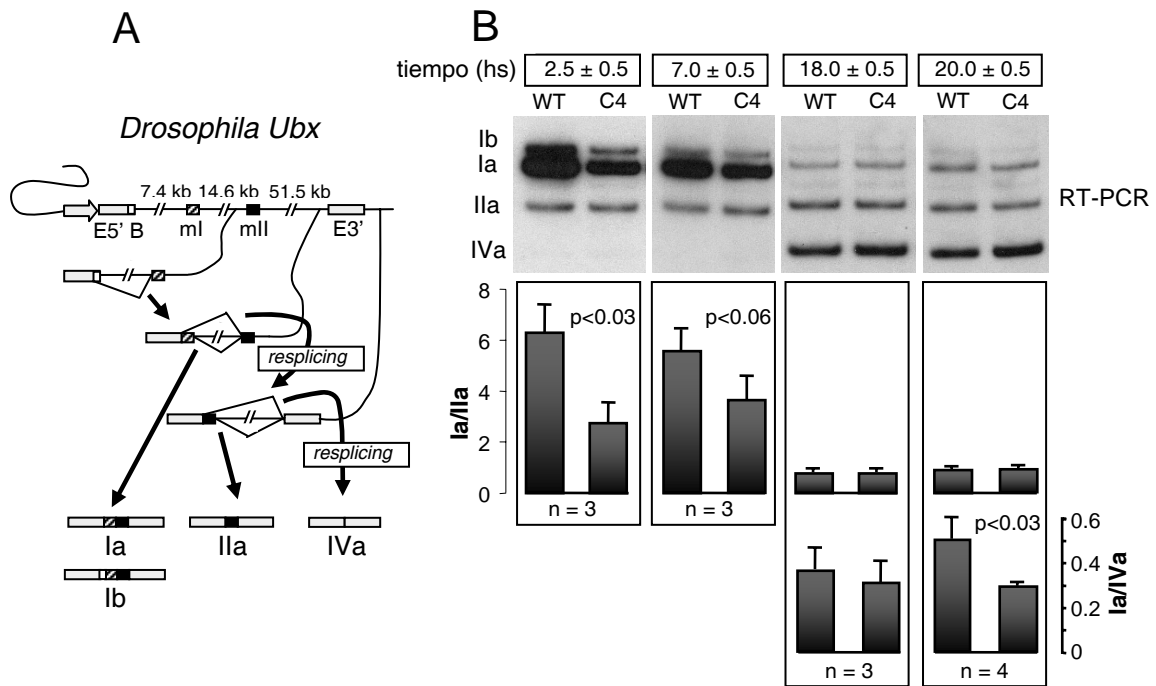 A
Drosophila Ubx
7.4 kb 14.6 kb 51.5 kb
E5' B mI mII E3'
resplicing
resplicing
Ia IIa IVa
Ib
B
tiempo (hs) 2.5 ± 0.5 7.0 ± 0.5 18.0 ± 0.5 20.0 ± 0.5
WT C4 WT C4 WT C4 WT C4
Ib
Ia
IIa
IVa
RT-PCR
Ia/IIa
8
6
4
2
0
p<0.03
n = 3
p<0.06
n = 3
n = 3
p<0.03
n = 4
0.6
0.4
0.2
0
Ia/IVa